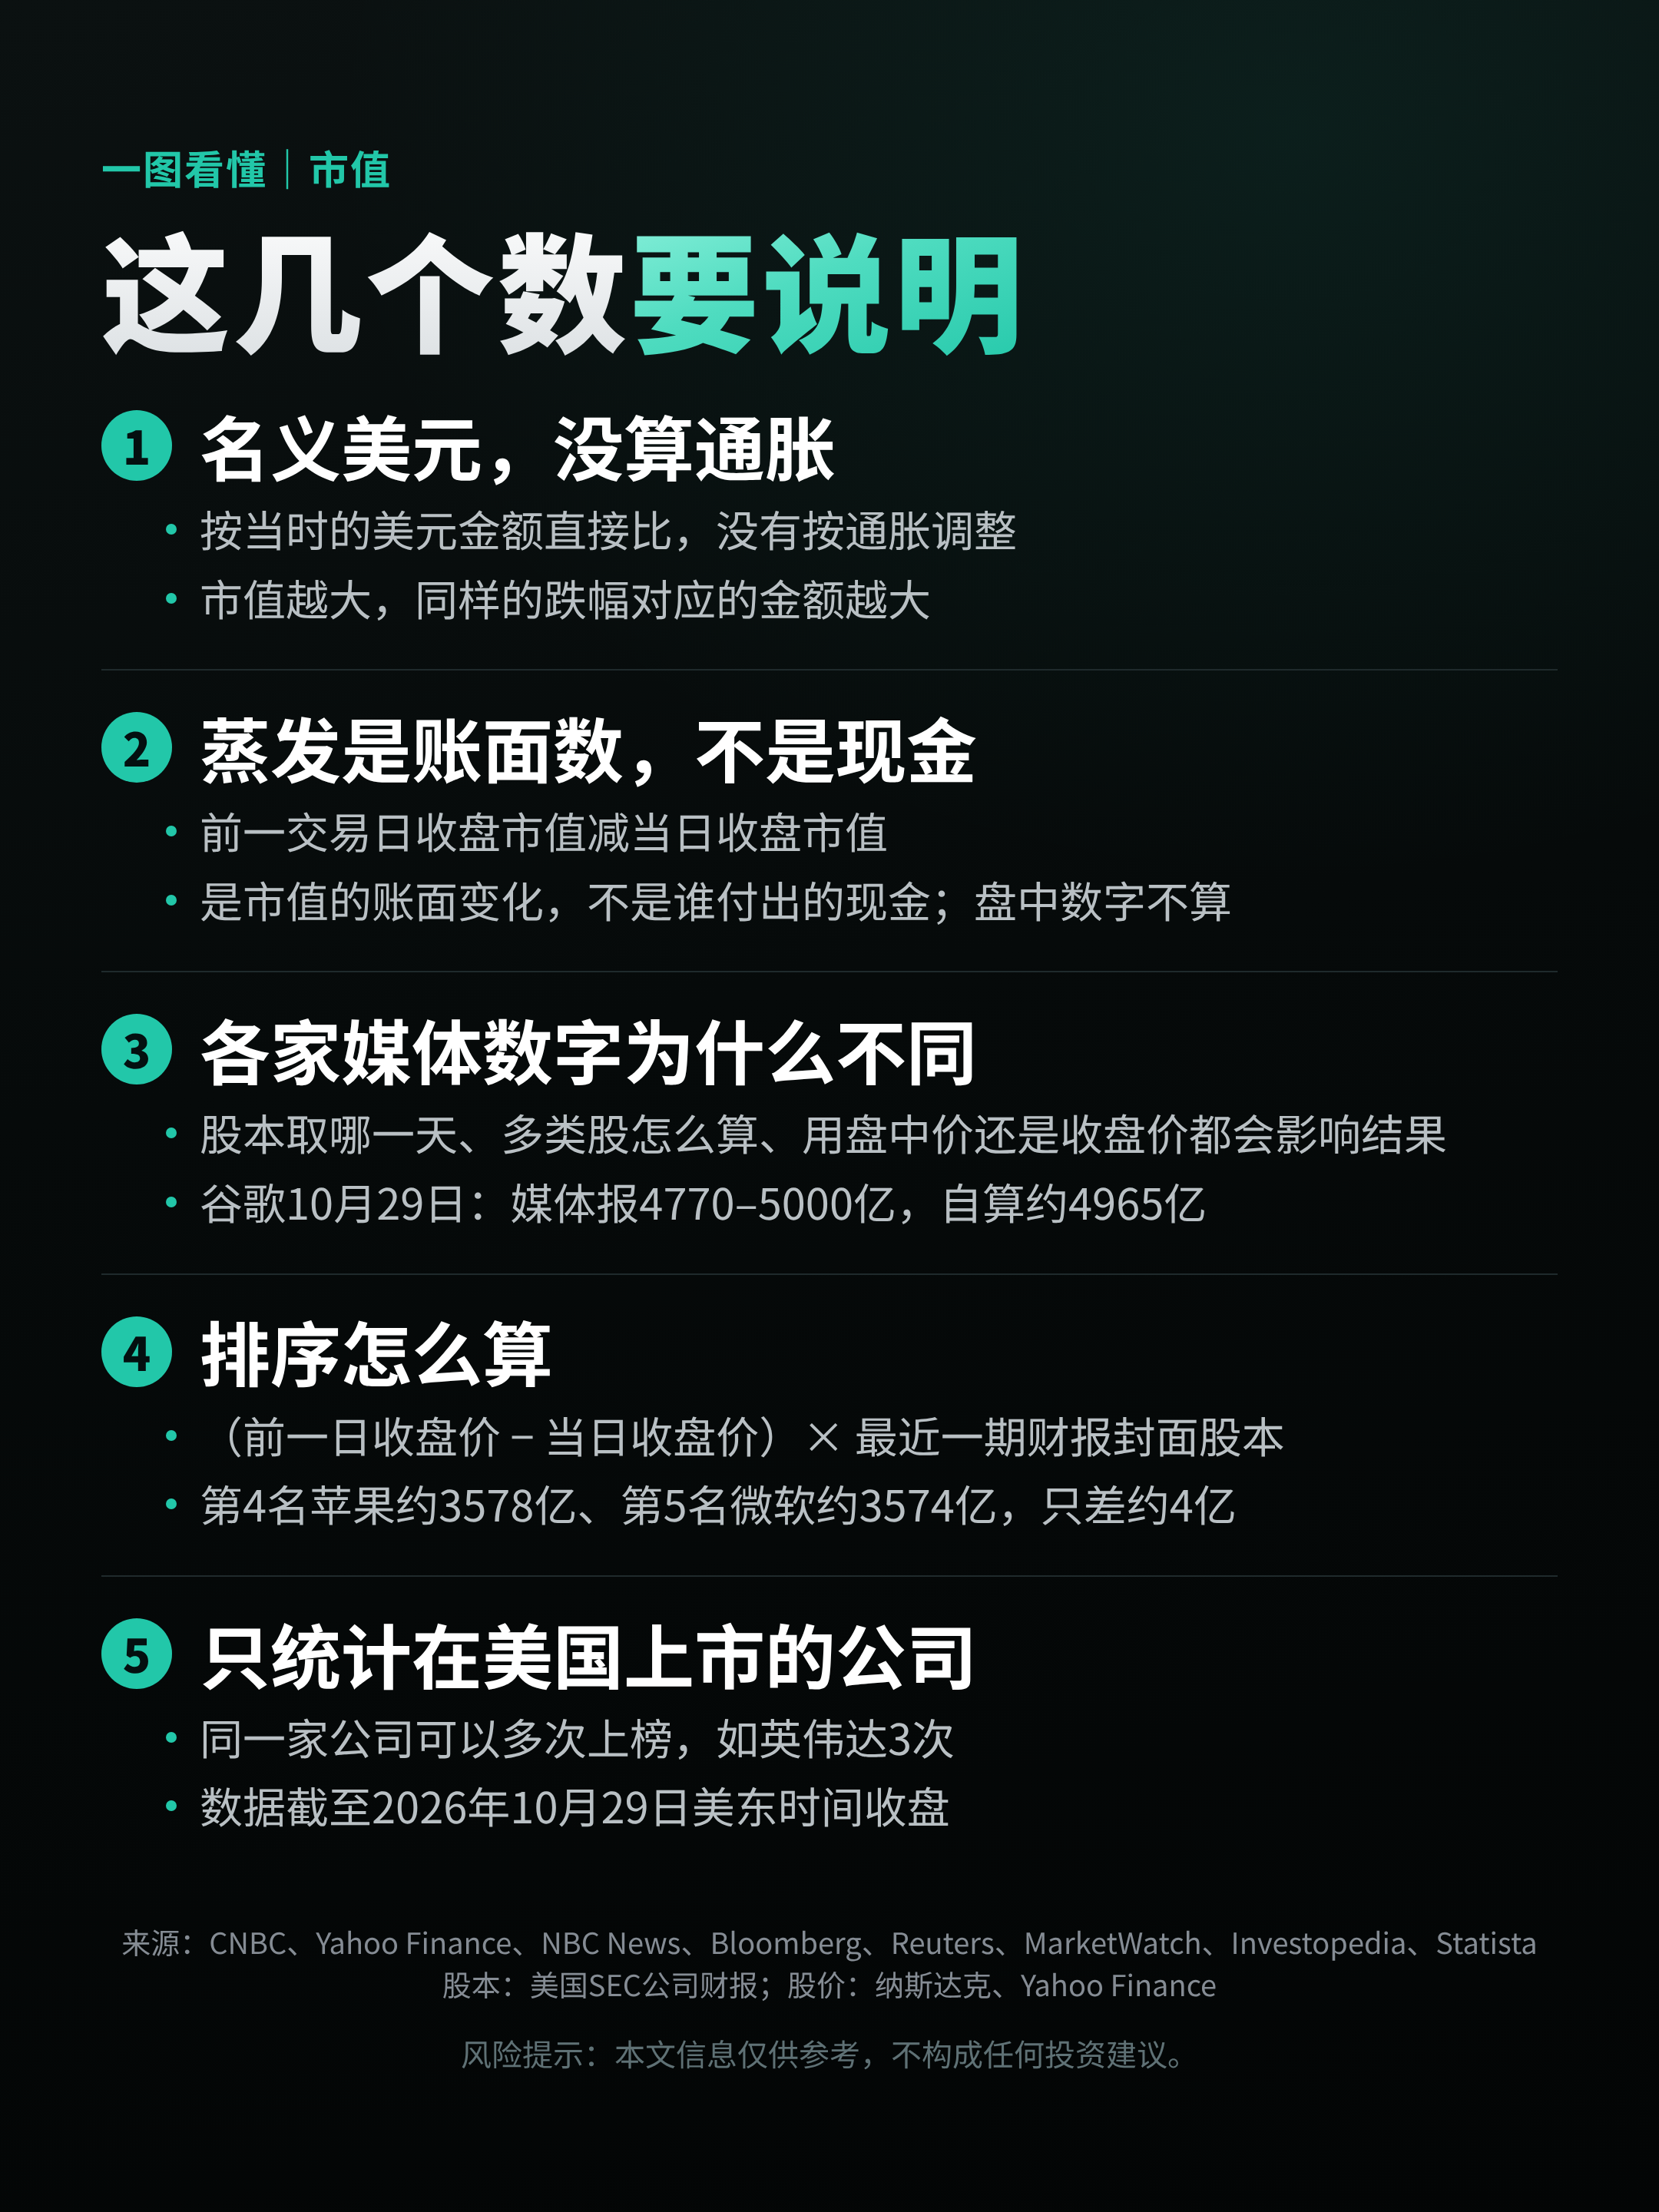 一图看懂｜市值
这几个数要说明
1 名义美元，没算通胀
• 按当时的美元金额直接比，没有按通胀调整
• 市值越大，同样的跌幅对应的金额越大
2 蒸发是账面数，不是现金
• 前一交易日收盘市值减当日收盘市值
• 是市值的账面变化，不是谁付出的现金；盘中数字不算
3 各家媒体数字为什么不同
• 股本取哪一天、多类股怎么算、用盘中价还是收盘价都会影响结果
• 谷歌10月29日：媒体报4770–5000亿，自算约4965亿
4 排序怎么算
• （前一日收盘价 − 当日收盘价）× 最近一期财报封面股本
• 第4名苹果约3578亿、第5名微软约3574亿，只差约4亿
5 只统计在美国上市的公司
• 同一家公司可以多次上榜，如英伟达3次
• 数据截至2026年10月29日美东时间收盘
来源：CNBC、Yahoo Finance、NBC News、Bloomberg、Reuters、MarketWatch、Investopedia、Statista
股本：美国SEC公司财报；股价：纳斯达克、Yahoo Finance
风险提示：本文信息仅供参考，不构成任何投资建议。